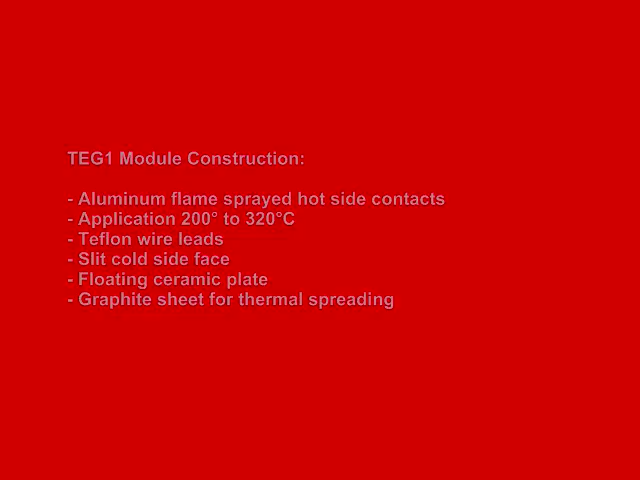 TEG1 Module Construction:
- Aluminum flame sprayed hot side contacts
- Application 200° to 320°C
- Teflon wire leads
- Slit cold side face
- Floating ceramic plate
- Graphite sheet for thermal spreading